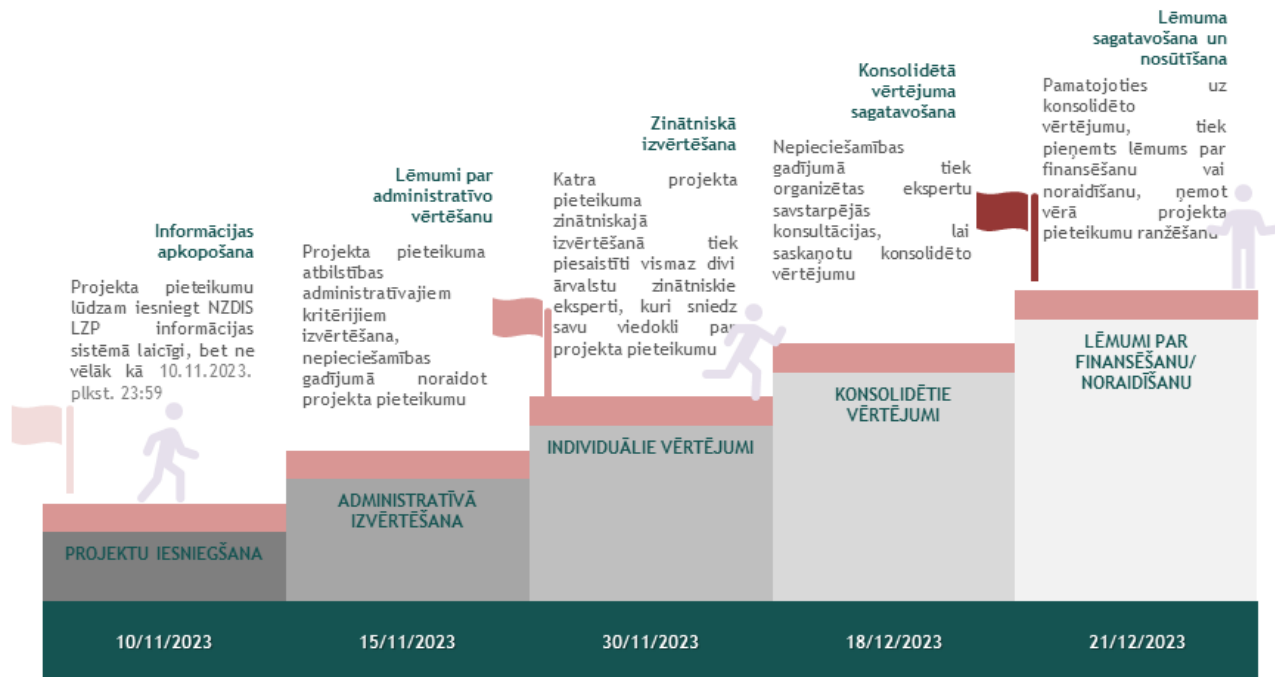 Informācijas
apkopošana
Projekta pieteikumu
lūdzam iesniegt NZDIS
LZP informācijas
sistēmā laicīgi, bet ne
vēlāk kā 10.11.2023.
plkst. 23:59
PROJEKTU IESNIEGŠANA
10/11/2023
Lēmumi par
administratīvo
vērtēšanu
Projekta pieteikuma
atbilstības
administratīvajiem
kritērijiem
izvērtēšana,
nepieciešamības
gadījumā noraidot
projekta pieteikumu
ADMINISTRATĪVĀ
IZVĒRTĒŠANA
15/11/2023
Zinātniskā
izvērtēšana
Katra projekta
pieteikuma
zinātniskajā
izvērtēšanā tiek
piesaistīti vismaz divi
ārvalstu zinātniskie
eksperti, kuri sniedz
savu viedokli par
projekta pieteikumu
INDIVIDUĀLIE VĒRTĒJUMI
30/11/2023
Konsolidētā
vērtējuma
sagatavošana
Nepieciešamības
gadījumā tiek
organizētas ekspertu
savstarpējās
konsultācijas, lai
saskaņotu konsolidēto
vērtējumu
KONSOLIDĒTIE
VĒRTĒJUMI
18/12/2023
Lēmuma
sagatavošana un
nosūtīšana
Pamatojoties uz
konsolidēto
vērtējumu, tiek
pieņemts lēmums par
finansēšanu vai
noraidīšanu, ņemot
vērā projekta
pieteikumu ranžēšanu
LĒMUMI PAR
FINANSĒŠANU/
NORAIDĪŠANU
21/12/2023